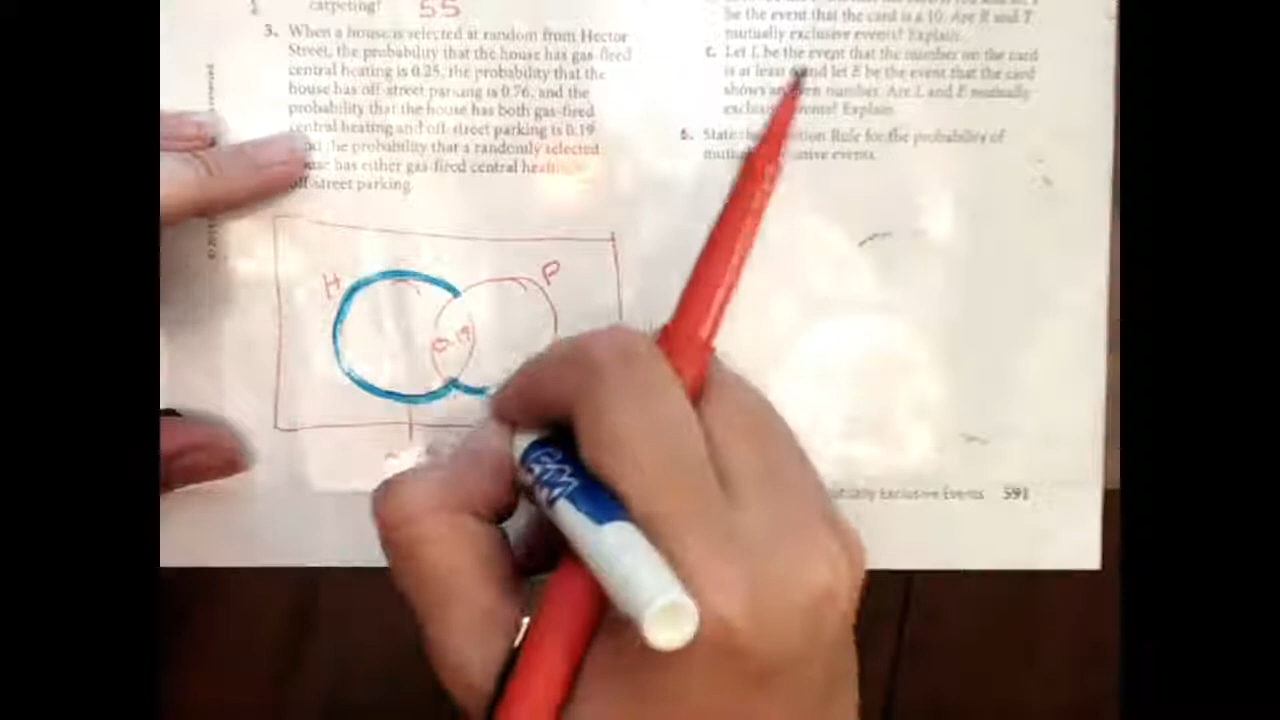 carpeting? 55
3. When a house is selected at random from Hector
Street, the probability that the house has gas-fired
central heating is 0.25, the probability that the
house has off-street parking is 0.76, and the
probability that the house has both gas-fired
central heating and off-street parking is 0.19.
the probability that a randomly selected
has either gas-fired central
off-street parking.
H
P
0.19
be the event that the card is a 10. Are R and T
mutually exclusive events? Explain.
c. Let L be the event that the number on the card
is at least and let E be the event that the card
shows an number. Are L and E mutually
Explain.
6. State Rule for the probability of
events.
Exclusive Events 591